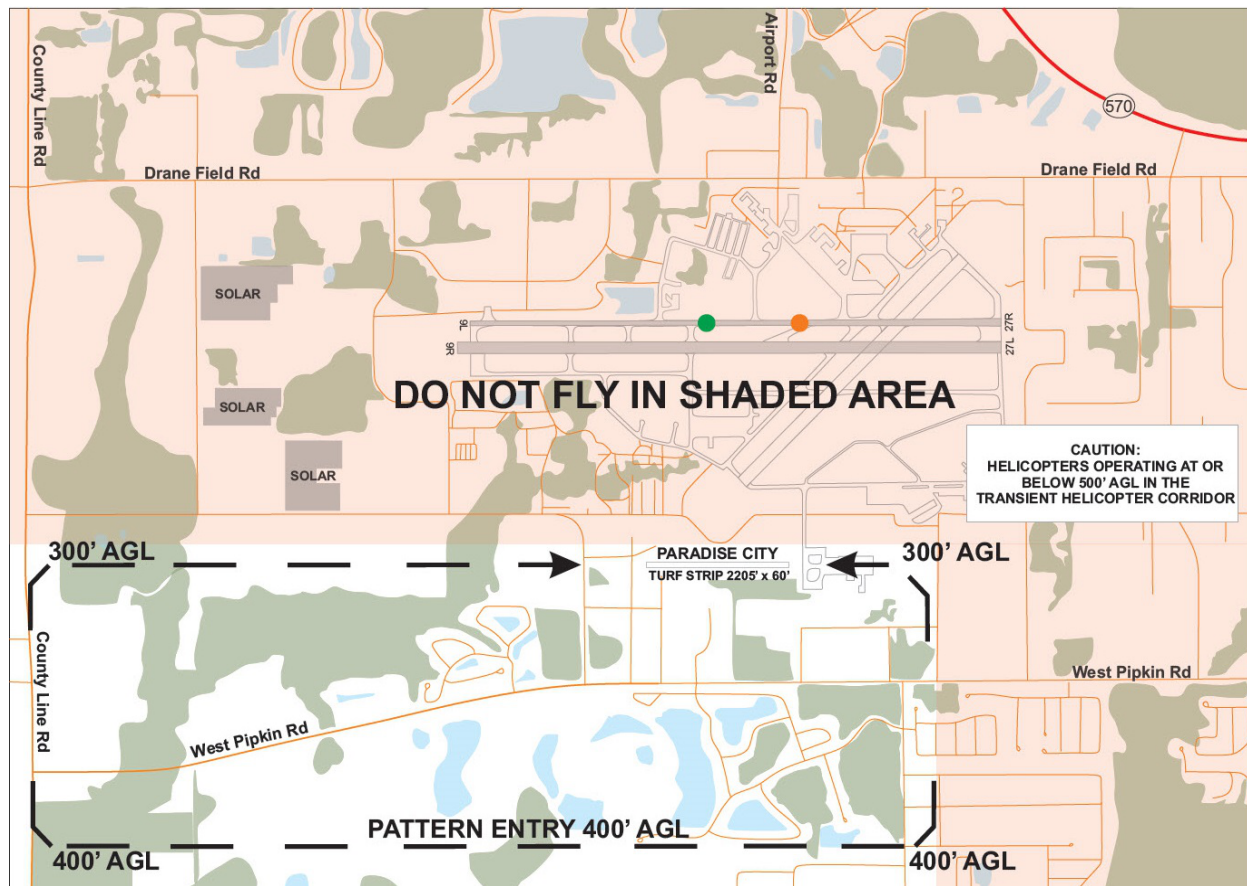 County Line Rd
Airport Rd
570
Drane Field Rd
Drane Field Rd
SOLAR
9L
27R
9R
27L
DO NOT FLY IN SHADED AREA
SOLAR
SOLAR
CAUTION:
HELICOPTERS OPERATING AT OR
BELOW 500' AGL IN THE
TRANSIENT HELICOPTER CORRIDOR
300' AGL
PARADISE CITY
300' AGL
TURF STRIP 2205' x 60'
County Line Rd
West Pipkin Rd
West Pipkin Rd
PATTERN ENTRY 400' AGL
400' AGL
400' AGL